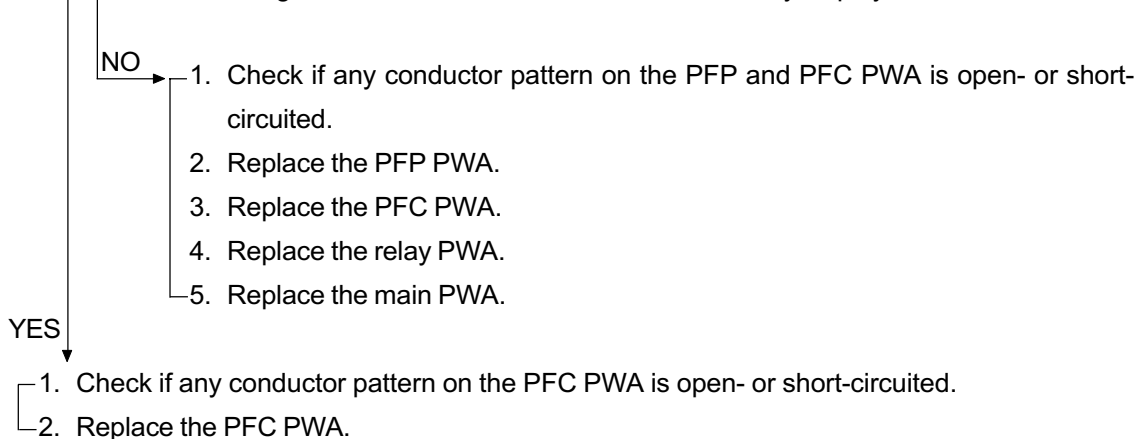 NO
1. Check if any conductor pattern on the PFP and PFC PWA is open- or short-
circuited.
2. Replace the PFP PWA.
3. Replace the PFC PWA.
4. Replace the relay PWA.
5. Replace the main PWA.
YES
1. Check if any conductor pattern on the PFC PWA is open- or short-circuited.
2. Replace the PFC PWA.